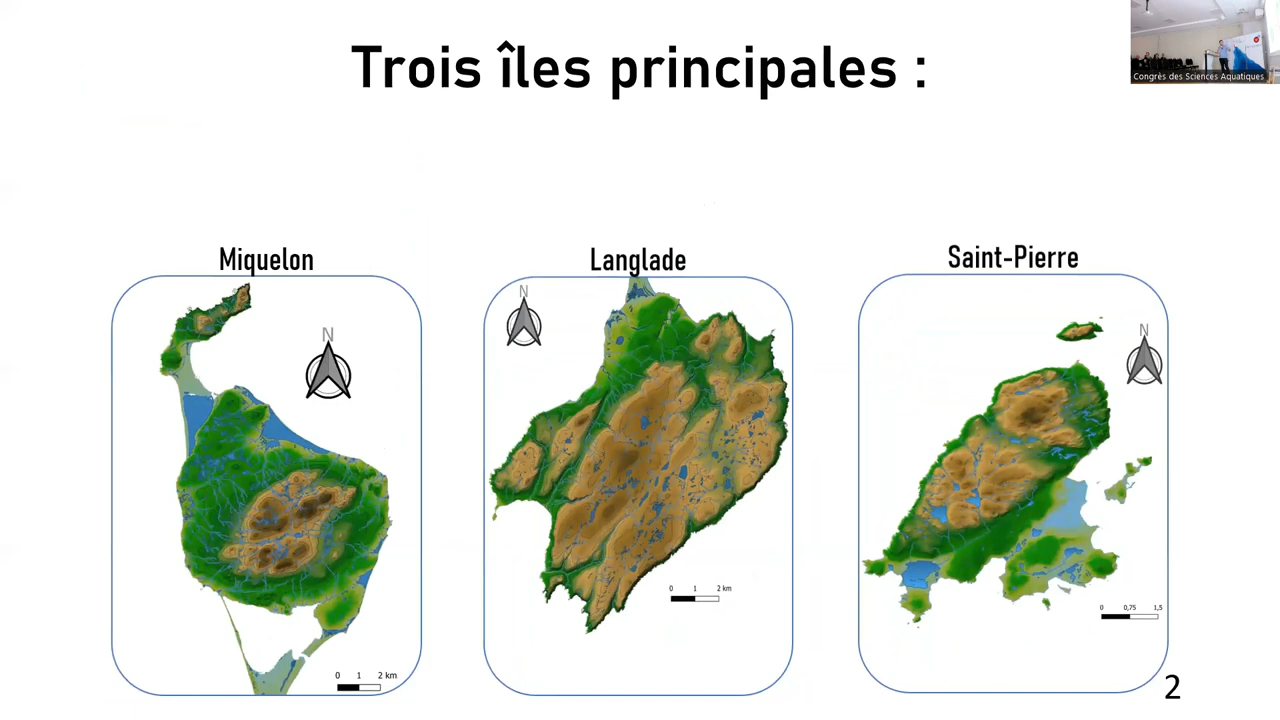 Trois îles principales :
Congrès des Sciences Aquatiques
Miquelon
Langlade
Saint-Pierre
N
N
N
0 1 2 km
0 1 2 km
0 0,75 1,5
2